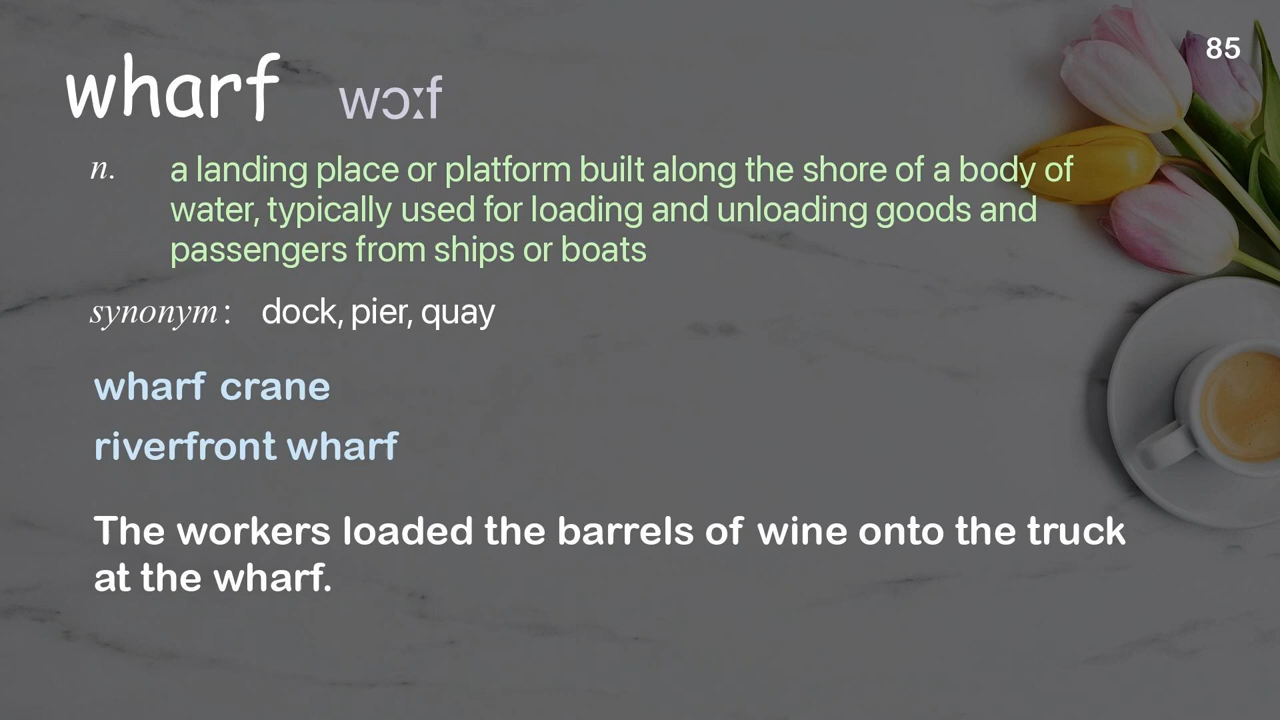 85
wharf wɔːf
n. a landing place or platform built along the shore of a body of
water, typically used for loading and unloading goods and
passengers from ships or boats
synonym: dock, pier, quay
wharf crane
riverfront wharf
The workers loaded the barrels of wine onto the truck
at the wharf.